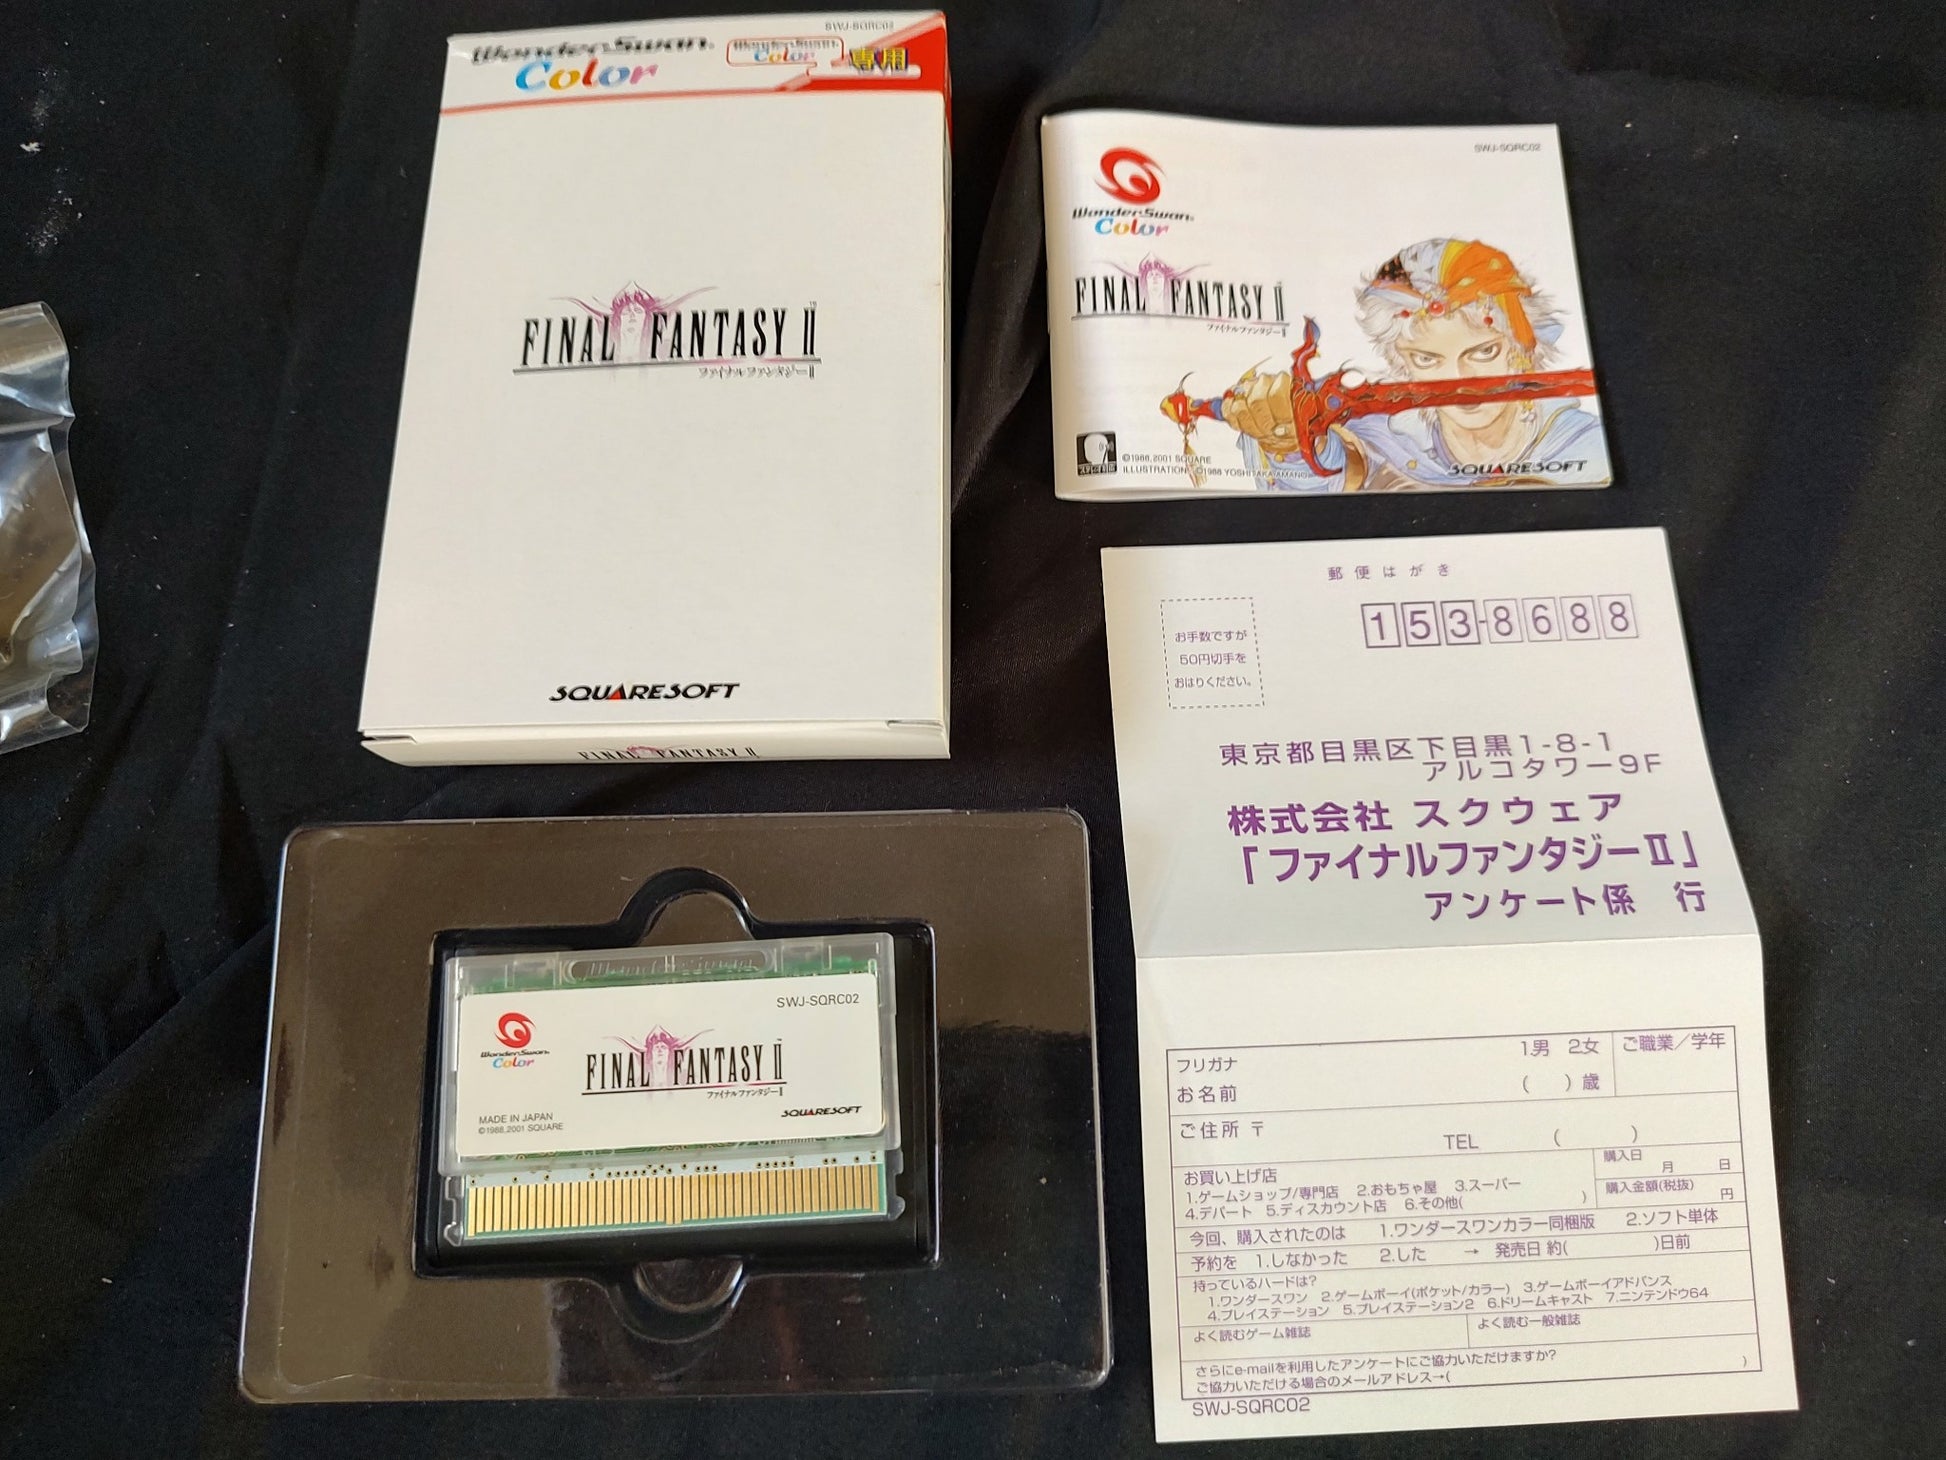 SWJ-SQRC02
WonderSwan
Color
WonderSwan
Color
専用
FINAL FANTASY II
ファイナルファンタジーII
SQUARESOFT
FINAL FANTASY II
SWJ-SQRC02
WonderSwan
Color
FINAL FANTASY II
ファイナルファンタジーII
©1988,2001 SQUARE
ILLUSTRATION ©1988 YOSHITAKA AMANO
SQUARESOFT
WonderSwan
SWJ-SQRC02
WonderSwan
Color
FINAL FANTASY II
ファイナルファンタジーII
SQUARESOFT
MADE IN JAPAN
©1988,2001 SQUARE
郵便はがき
153-8688
お手数ですが
50円切手を
おはりください。
東京都目黒区下目黒1-8-1
アルコタワー9F
株式会社 スクウェア
「ファイナルファンタジーII」
アンケート係 行
フリガナ
お名前
1.男 2.女
( )歳
ご職業/学年
ご住所 〒
TEL ( )
お買い上げ店
1.ゲームショップ/専門店 2.おもちゃ屋 3.スーパー
4.デパート 5.ディスカウント店 6.その他( )
購入日
月 日
購入金額(税抜)
円
今回、購入されたのは 1.ワンダースワンカラー同梱版 2.ソフト単体
予約を 1.しなかった 2.した → 発売日 約( )日前
持っているハードは?
1.ワンダースワン 2.ゲームボーイ(ポケット/カラー) 3.ゲームボーイアドバンス
4.プレイステーション 5.プレイステーション2 6.ドリームキャスト 7.ニンテンドウ64
よく読むゲーム雑誌
よく読む一般雑誌
さらにe-mailを利用したアンケートにご協力いただけますか?
ご協力いただける場合のメールアドレス→( )
SWJ-SQRC02